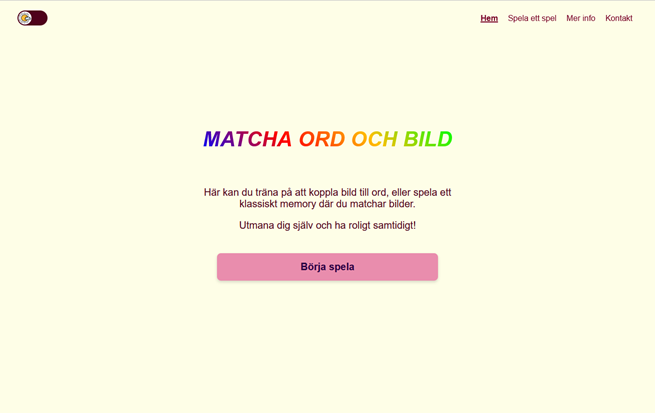 Hem Spela ett spel Mer info Kontakt
MATCHA ORD OCH BILD
Här kan du träna på att koppla bild till ord, eller spela ett
klassiskt memory där du matchar bilder.
Utmana dig själv och ha roligt samtidigt!
Börja spela